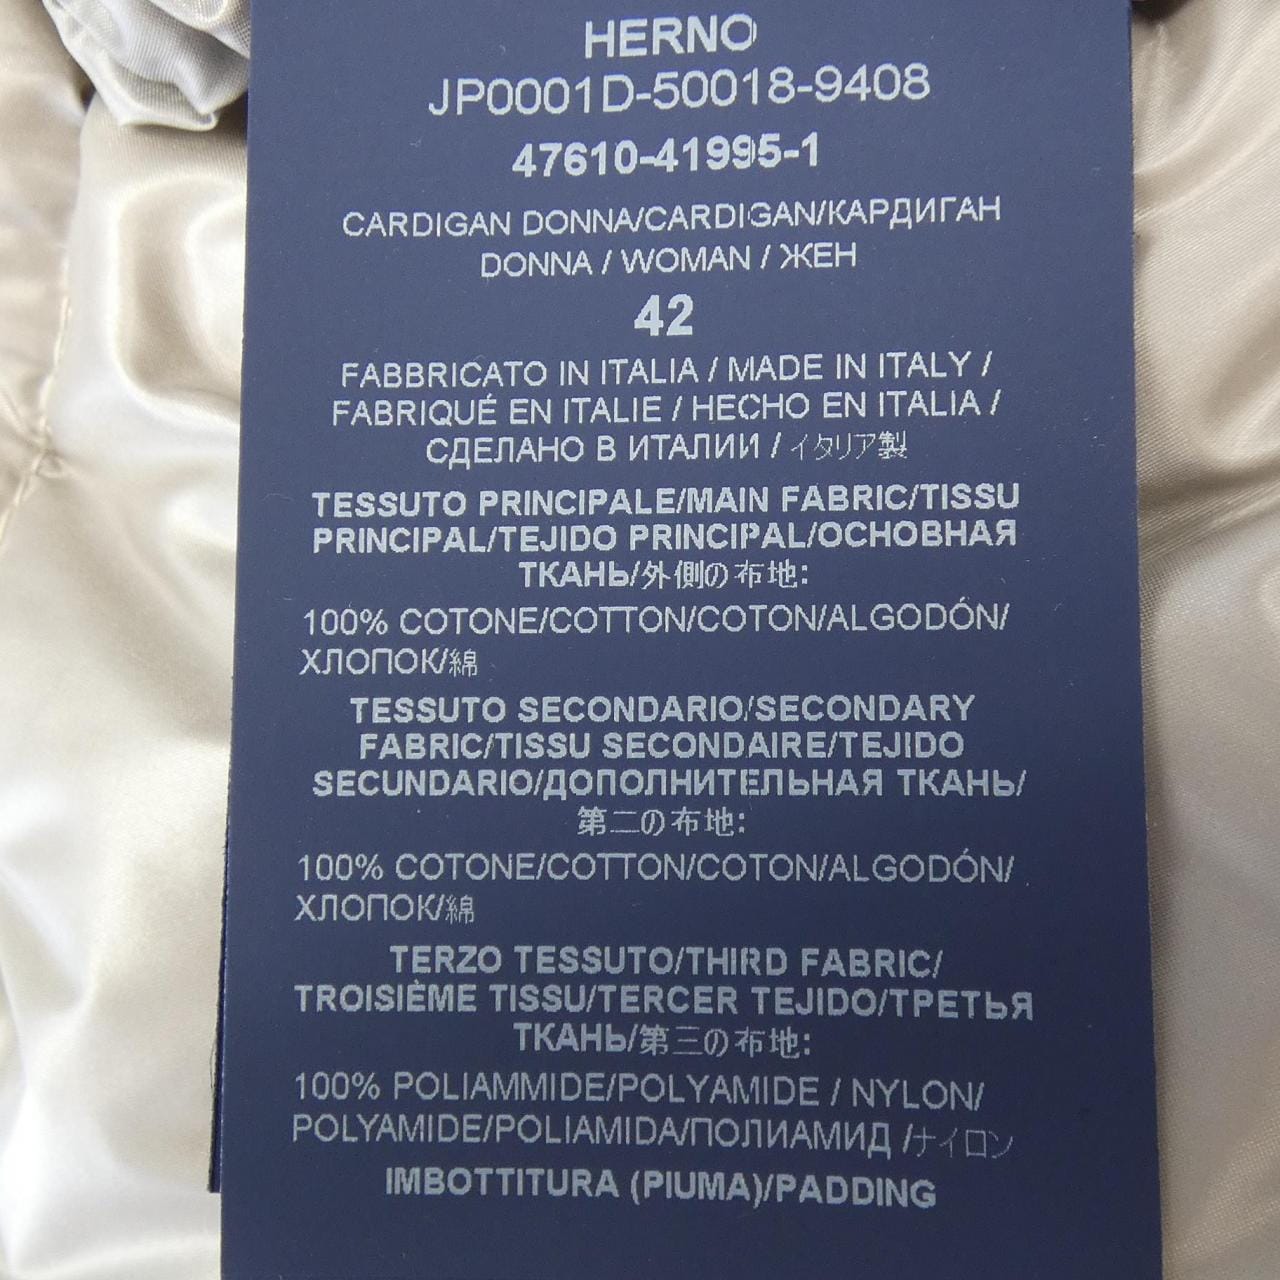 HERNO
JP0001D-50018-9408
47610-41995-1
CARDIGAN DONNA/CARDIGAN/КАРДИГАН
DONNA / WOMAN / ЖЕН
42
FABBRICATO IN ITALIA / MADE IN ITALY /
FABRIQUÉ EN ITALIE / HECHO EN ITALIA /
СДЕЛАНО В ИТАЛИИ / イタリア製
TESSUTO PRINCIPALE/MAIN FABRIC/TISSU
PRINCIPAL/TEJIDO PRINCIPAL/ОСНОВНАЯ
ТКАНЬ/外側の布地:
100% COTONE/COTTON/COTON/ALGODÓN/
ХЛОПОК/綿
TESSUTO SECONDARIO/SECONDARY
FABRIC/TISSU SECONDAIRE/TEJIDO
SECUNDARIO/ДОПОЛНИТЕЛЬНАЯ ТКАНЬ/
第二の布地:
100% COTONE/COTTON/COTON/ALGODÓN/
ХЛОПОК/綿
TERZO TESSUTO/THIRD FABRIC/
TROISIÈME TISSU/TERCER TEJIDO/ТРЕТЬЯ
ТКАНЬ/第三の布地:
100% POLIAMMIDE/POLYAMIDE / NYLON/
POLYAMIDE/POLIAMIDA/ПОЛИАМИД /ナイロン
IMBOTTITURA (PIUMA)/PADDING